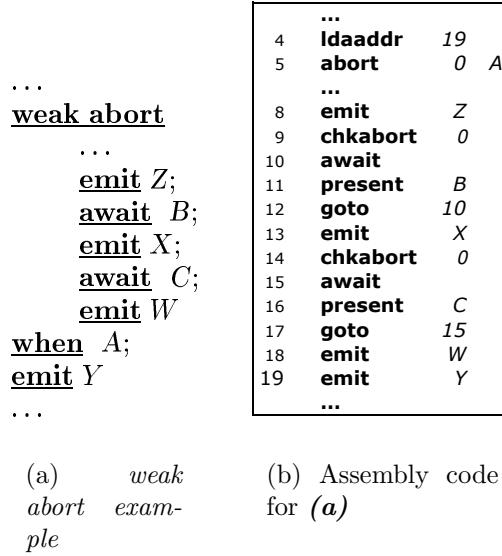 ...
weak abort
...
emit Z;
await B;
emit X;
await C;
emit W
when A;
emit Y
...
(a) weak
abort exam-
ple
...
4 ldaaddr 19
5 abort 0 A
...
8 emit Z
9 chkabort 0
10 await
11 present B
12 goto 10
13 emit X
14 chkabort 0
15 await
16 present C
17 goto 15
18 emit W
19 emit Y
...
(b) Assembly code
for (a)